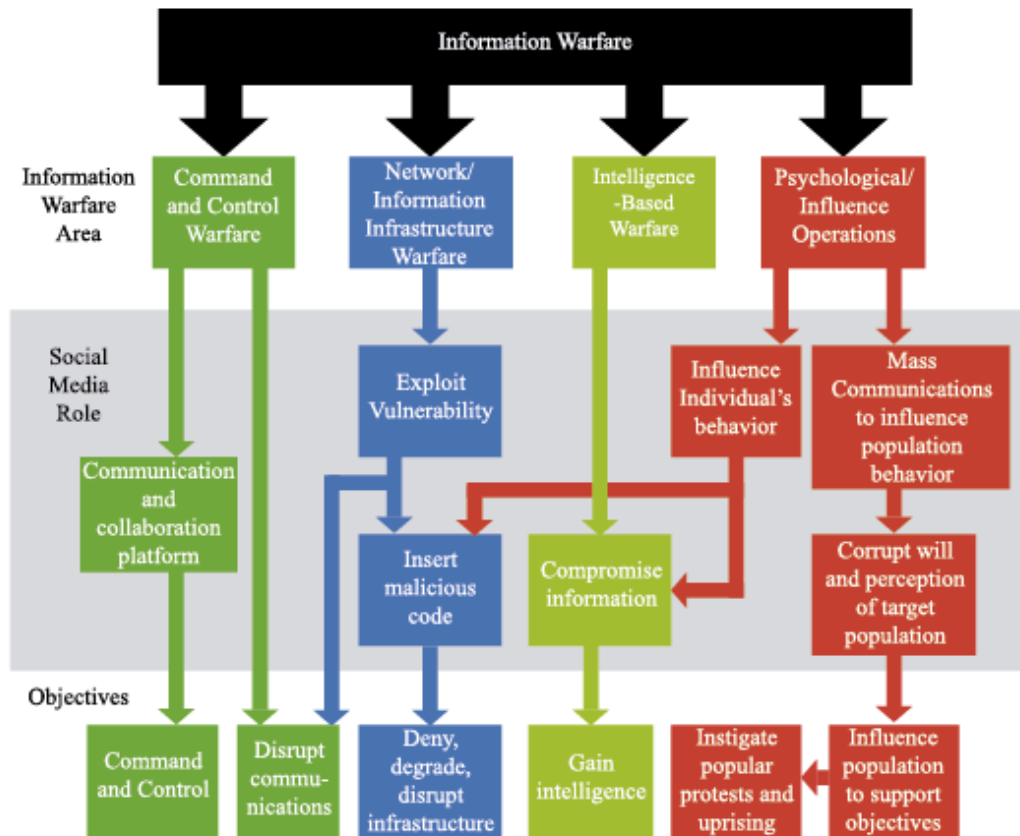 Information Warfare
Information
Warfare
Area
Command
and Control
Warfare
Network/
Information
Infrastructure
Warfare
Intelligence
-Based
Warfare
Psychological/
Influence
Operations
Social
Media
Role
Exploit
Vulnerability
Influence
Individual’s
behavior
Mass
Communications
to influence
population
behavior
Communication
and
collaboration
platform
Insert
malicious
code
Compromise
information
Corrupt will
and perception
of target
population
Objectives
Command
and Control
Disrupt
commu-
nications
Deny,
degrade,
disrupt
infrastructure
Gain
intelligence
Instigate
popular
protests and
uprising
Influence
population
to support
objectives